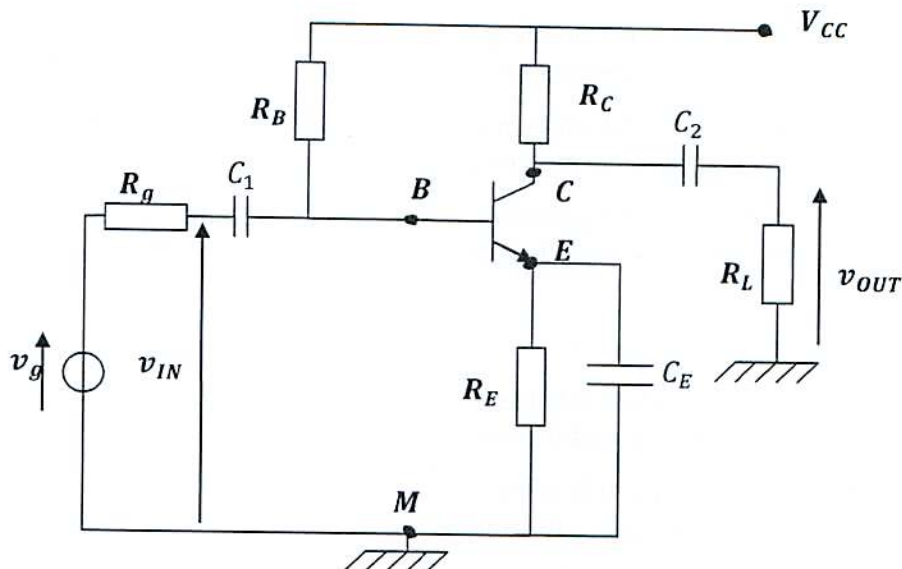 V_CC
R_B
R_C
C_2
R_g
C_1
B
C
E
R_L
v_OUT
v_g
v_IN
R_E
C_E
M